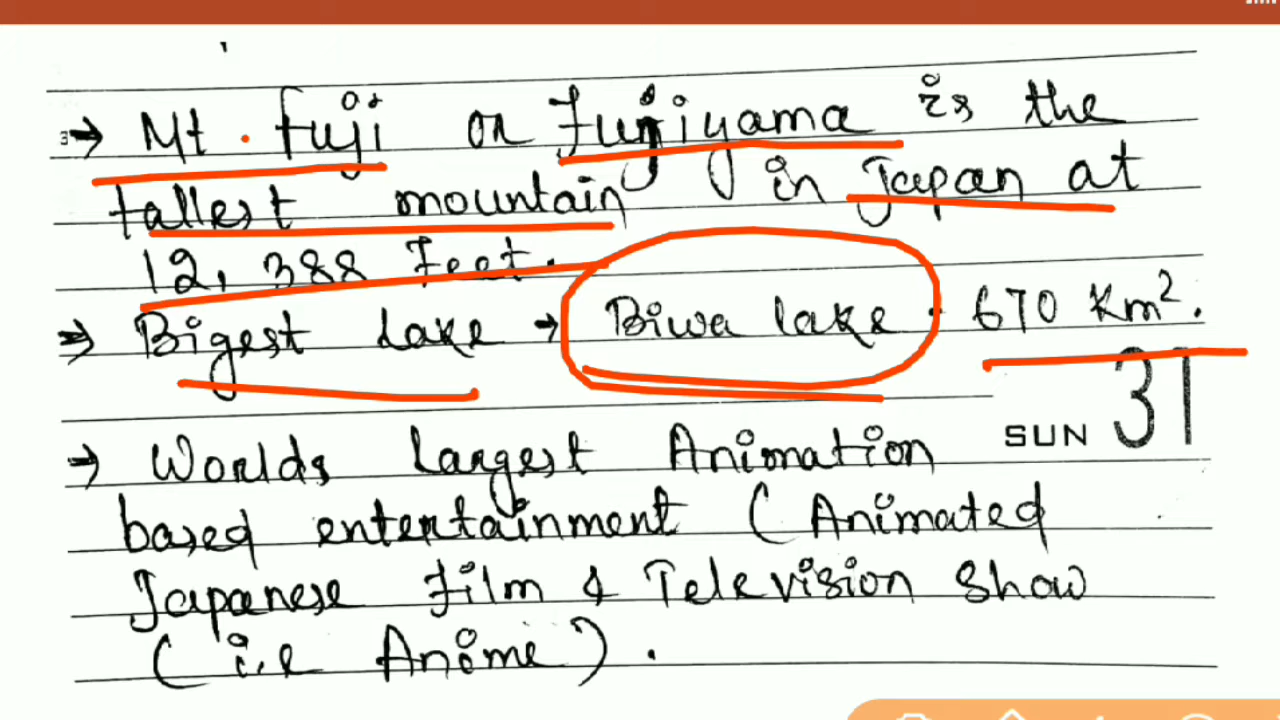 → Mt. Fuji or Fujiyama is the
tallest mountain in Japan at
12,388 Feet.
→ Bigest Lake → Biwa lake. 670 Km².
SUN 31
→ Worlds Largest Animation
based entertainment (Animated
Japanese Film & Television Show
(i.e Anime).